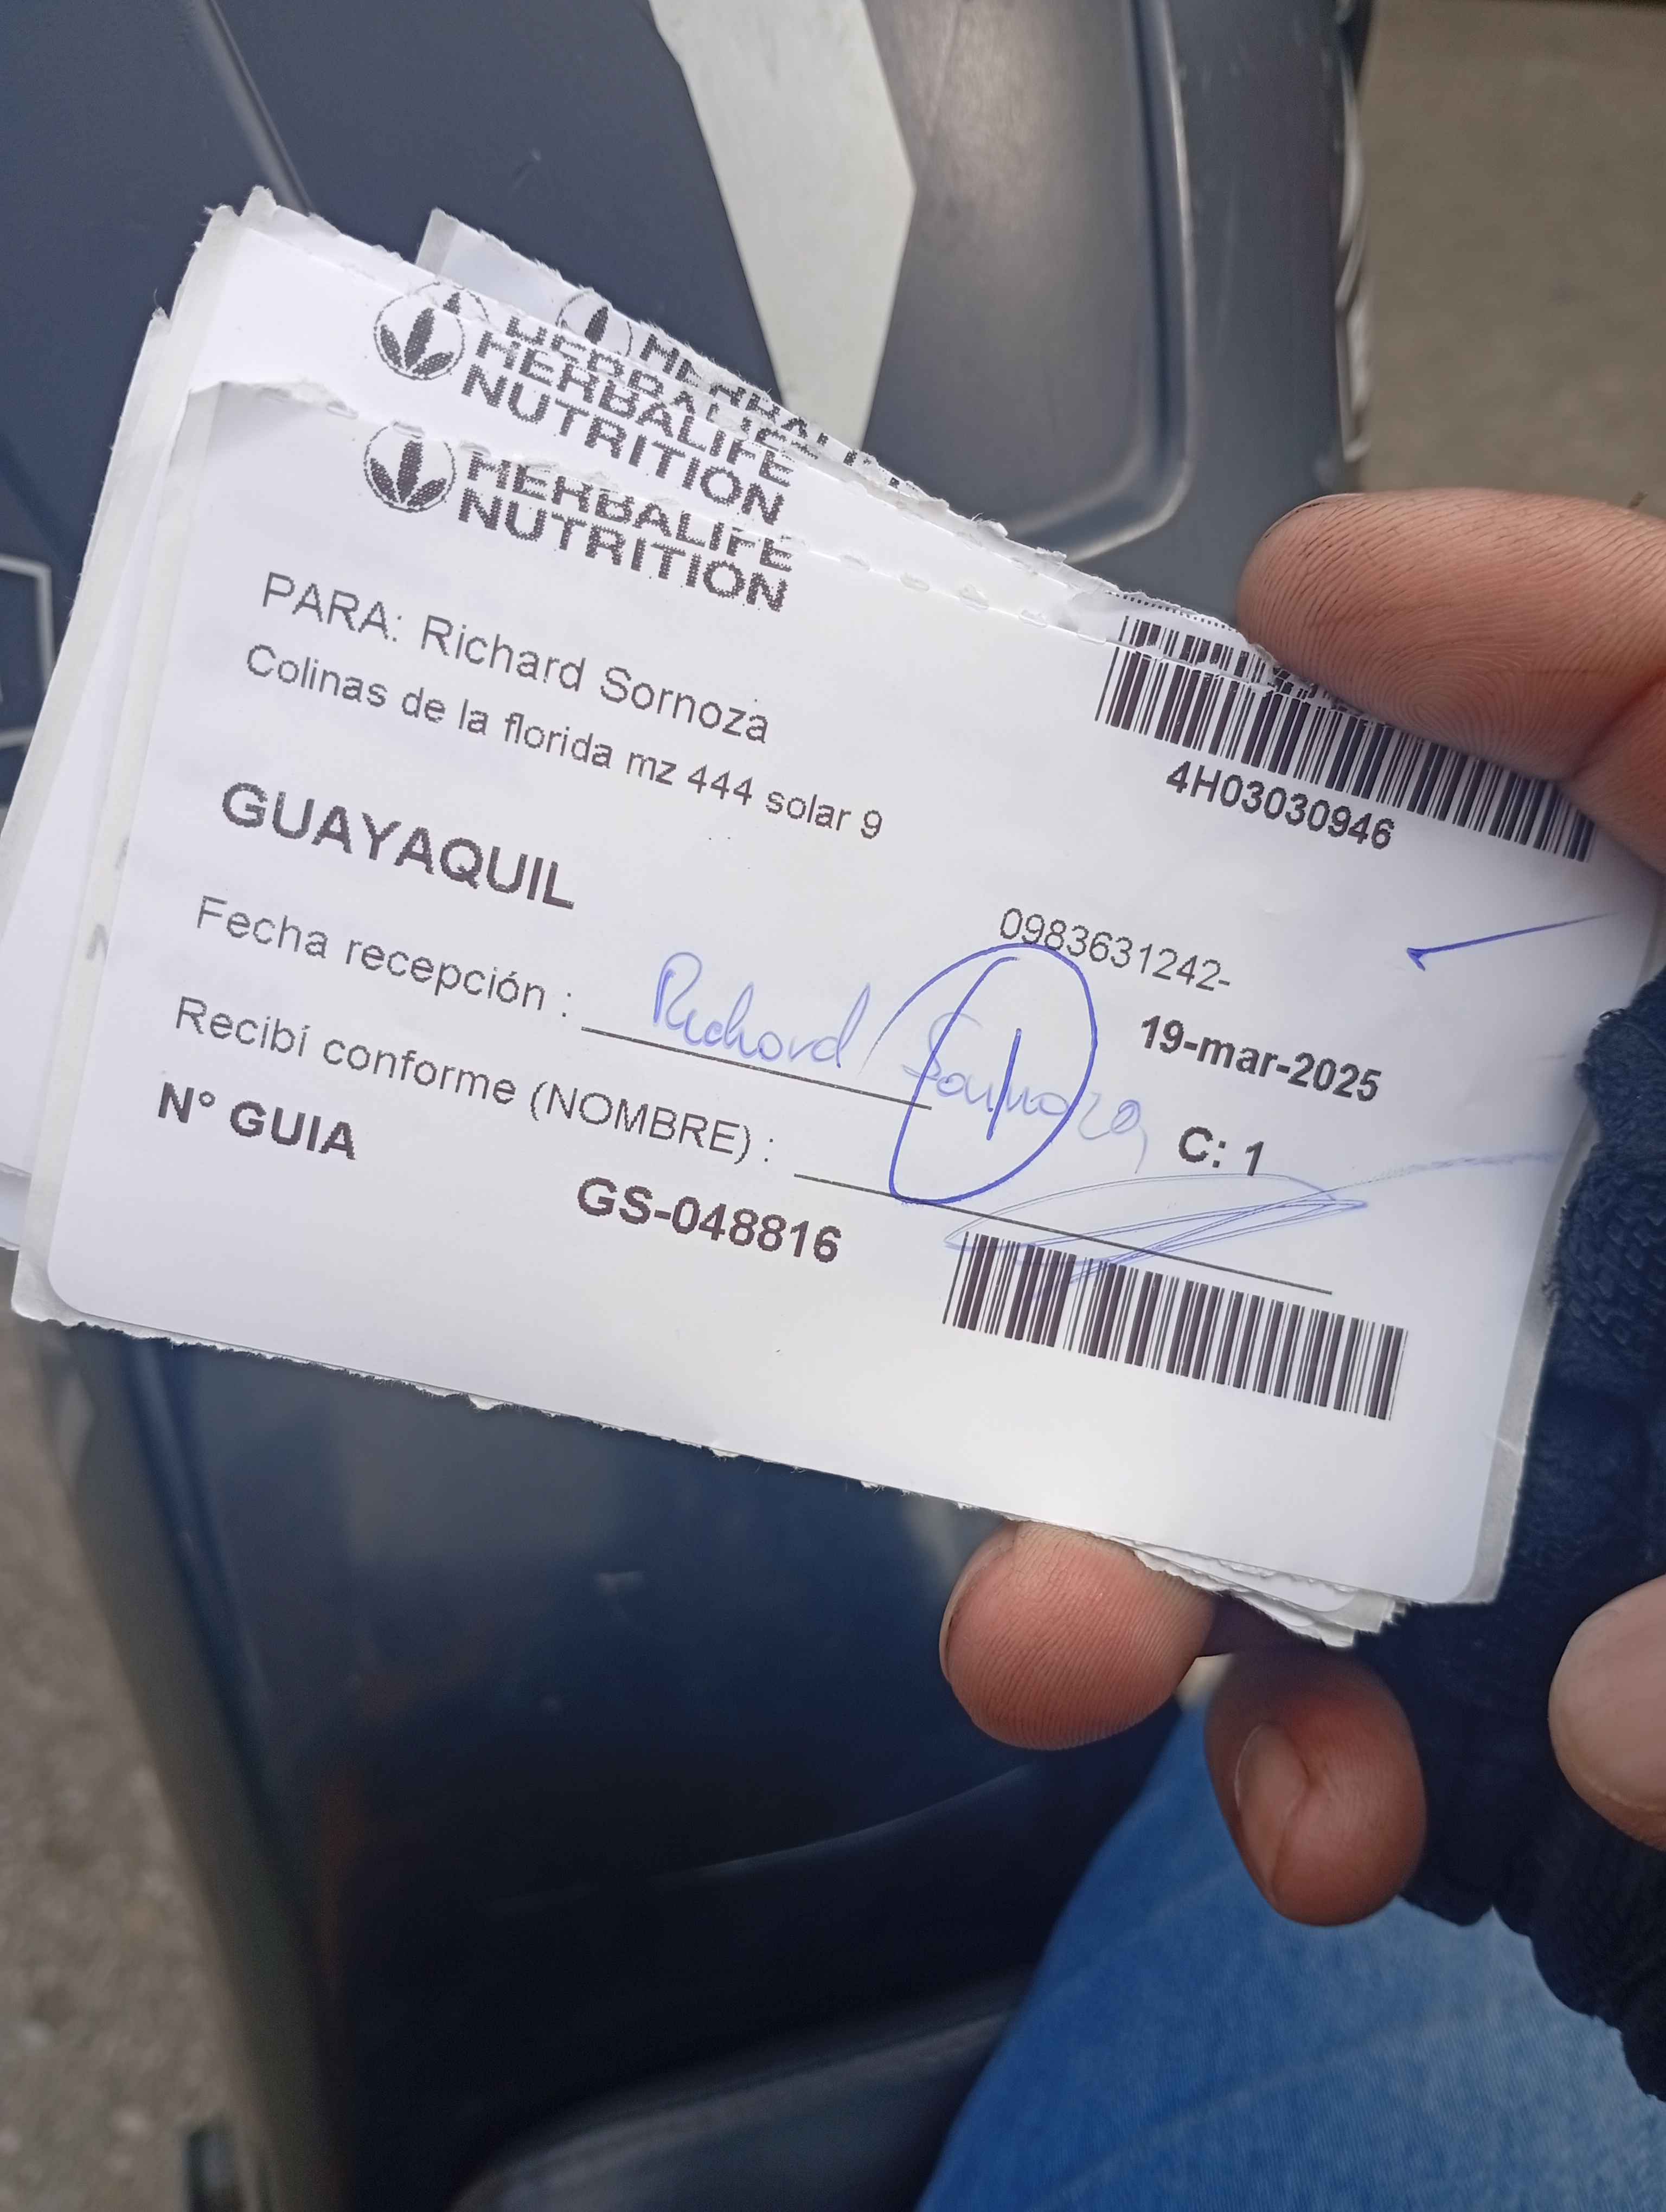 HERBALIFE
NUTRITION
HERBALIFE
NUTRITION
PARA: Richard Sornoza
Colinas de la florida mz 444 solar 9
4H03030946
GUAYAQUIL
0983631242-
Fecha recepción : Richard Sornoza
19-mar-2025
Recibí conforme (NOMBRE) :
C: 1
N° GUIA
GS-048816